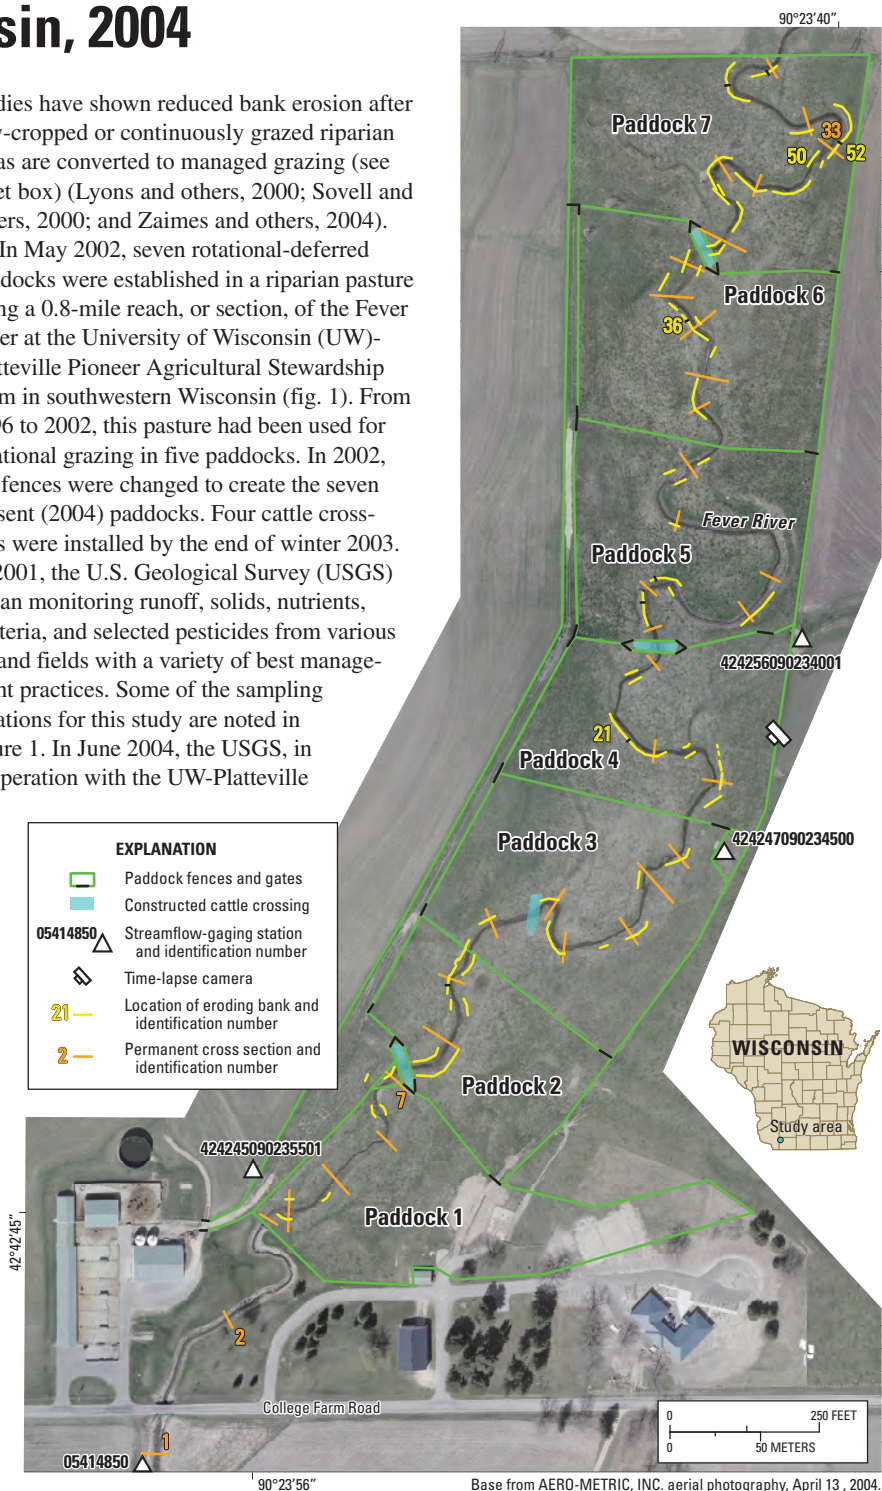 sin, 2004
dies have shown reduced bank erosion after
y-cropped or continuously grazed riparian
as are converted to managed grazing (see
et box) (Lyons and others, 2000; Sovell and
ers, 2000; and Zaimes and others, 2004).
In May 2002, seven rotational-deferred
ddocks were established in a riparian pasture
ng a 0.8-mile reach, or section, of the Fever
er at the University of Wisconsin (UW)-
tteville Pioneer Agricultural Stewardship
m in southwestern Wisconsin (fig. 1). From
96 to 2002, this pasture had been used for
ational grazing in five paddocks. In 2002,
fences were changed to create the seven
sent (2004) paddocks. Four cattle cross-
s were installed by the end of winter 2003.
2001, the U.S. Geological Survey (USGS)
an monitoring runoff, solids, nutrients,
teria, and selected pesticides from various
and fields with a variety of best manage-
nt practices. Some of the sampling
ations for this study are noted in
ure 1. In June 2004, the USGS, in
peration with the UW-Platteville
90°23'40"
Paddock 7
33
50
52
Paddock 6
36
Fever River
Paddock 5
424256090234001
21
Paddock 4
424247090234500
Paddock 3
EXPLANATION
Paddock fences and gates
Constructed cattle crossing
05414850 Streamflow-gaging station
and identification number
Time-lapse camera
21 Location of eroding bank and
identification number
2 Permanent cross section and
identification number
WISCONSIN
Study area
Paddock 2
7
424245090235501
Paddock 1
42°42'45"
2
College Farm Road
1
05414850
0 250 FEET
0 50 METERS
90°23'56"
Base from AERO-METRIC, INC. aerial photography, April 13 , 2004.